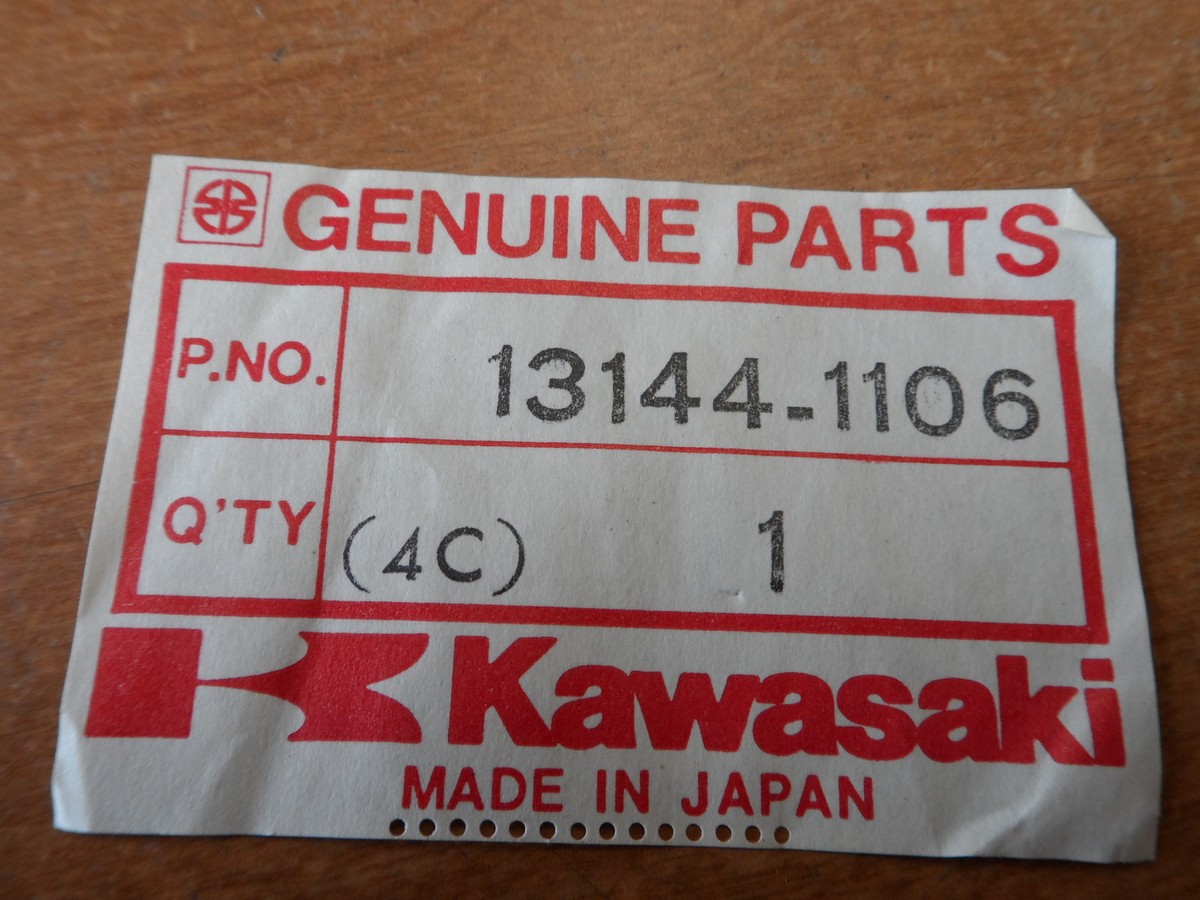 GENUINE PARTS
P.NO. 13144-1106
Q'TY (4C) 1
Kawasaki
MADE IN JAPAN